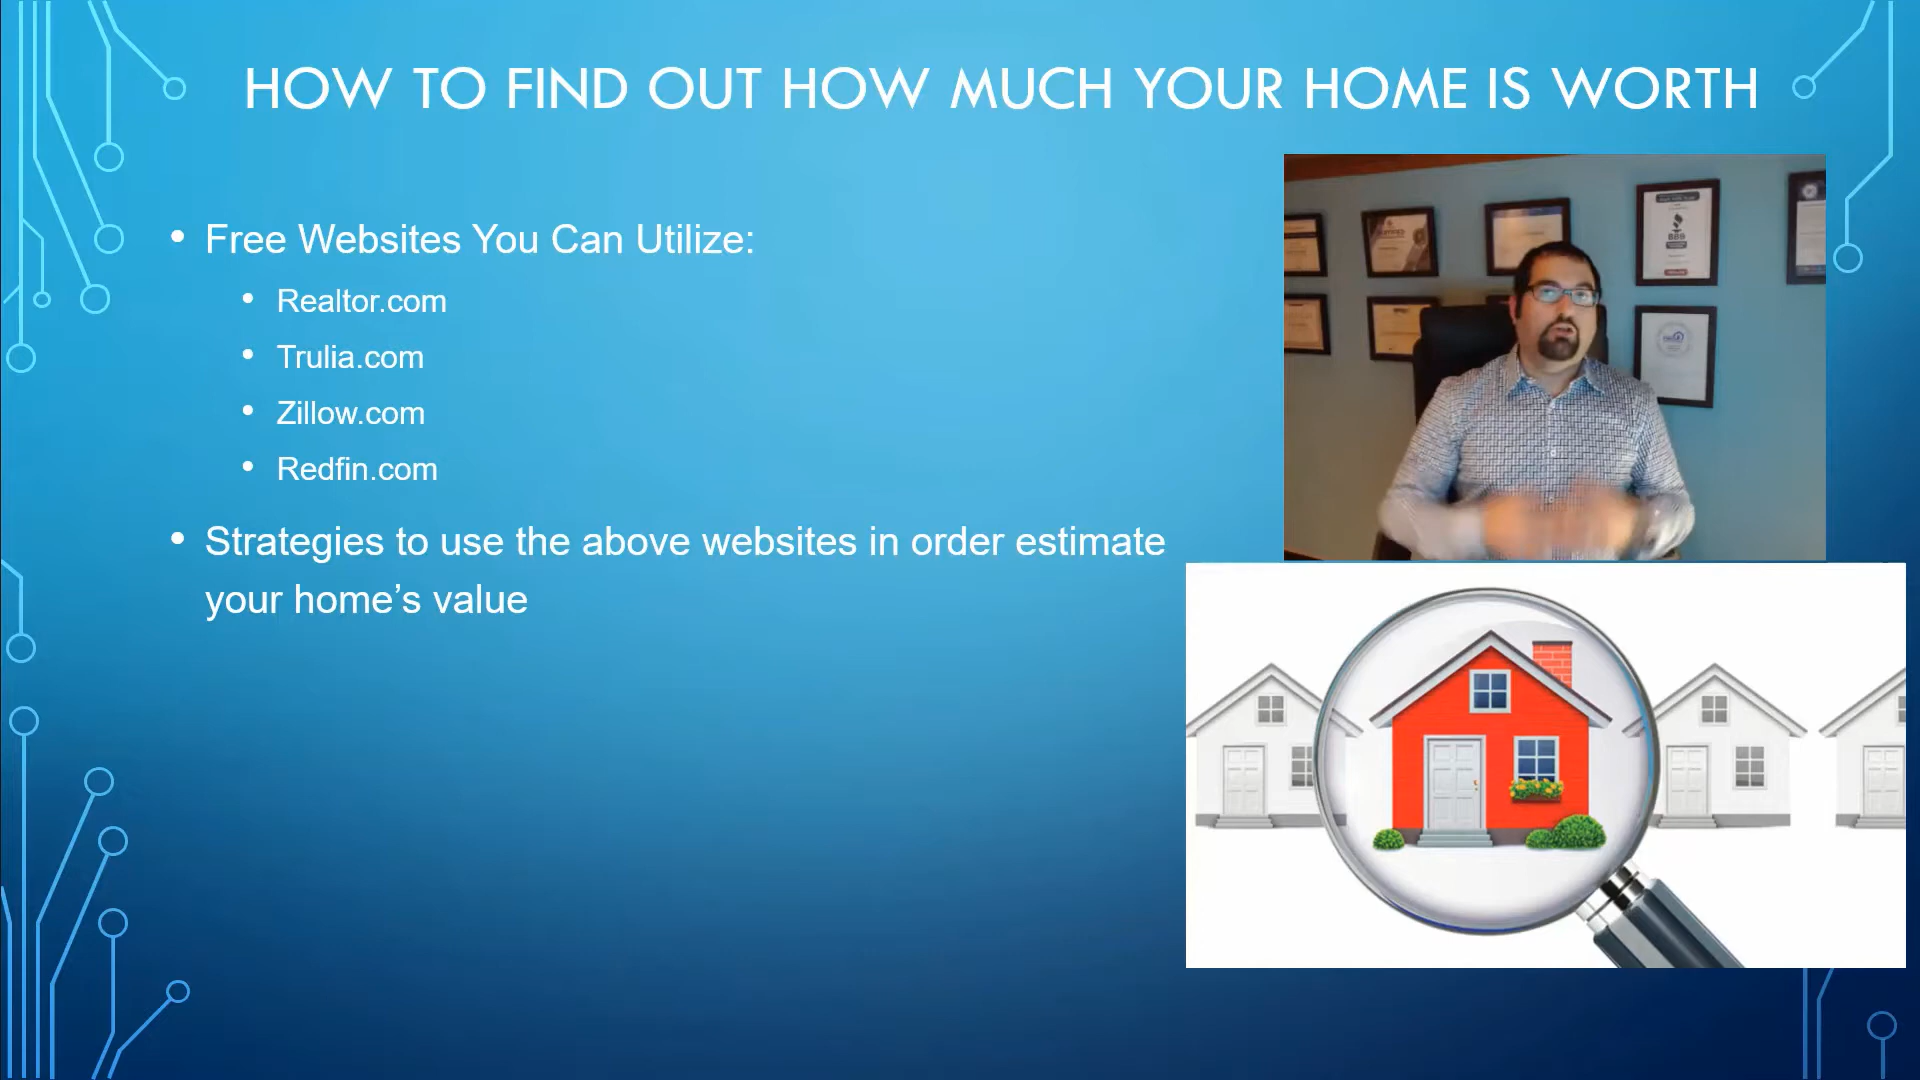 HOW TO FIND OUT HOW MUCH YOUR HOME IS WORTH
• Free Websites You Can Utilize:
• Realtor.com
• Trulia.com
• Zillow.com
• Redfin.com
• Strategies to use the above websites in order estimate
your home’s value
BBB